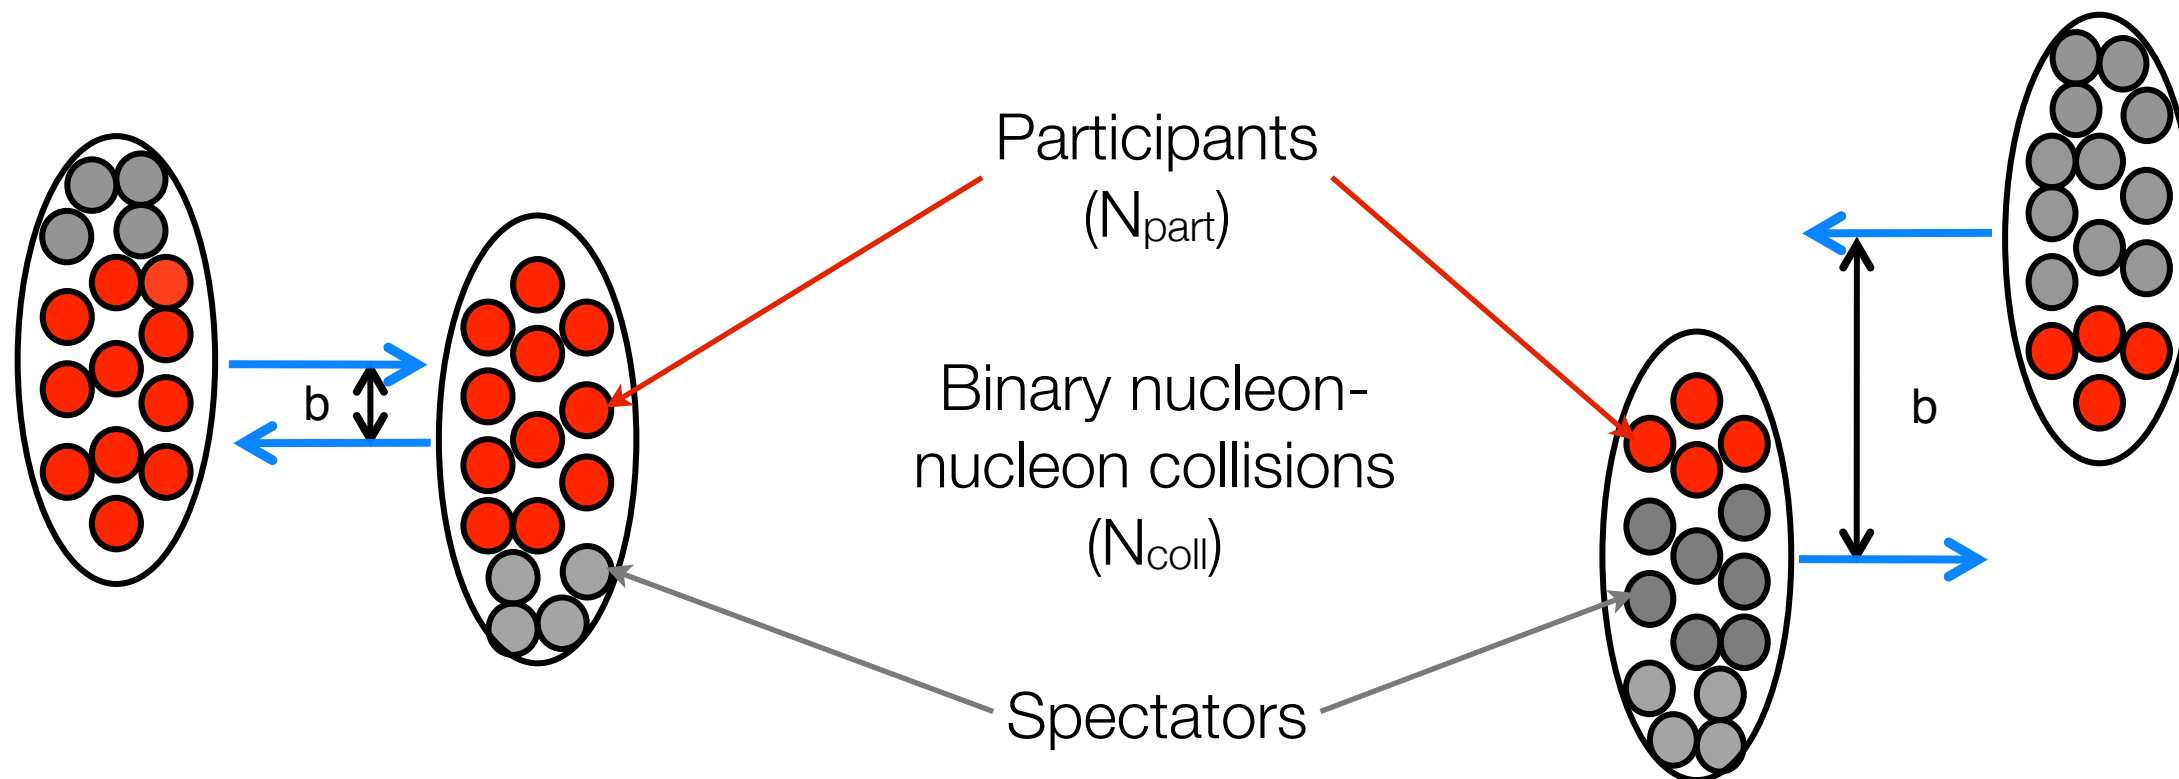 Participants
(Npart)
b
Binary nucleon-
nucleon collisions
(Ncoll)
b
Spectators